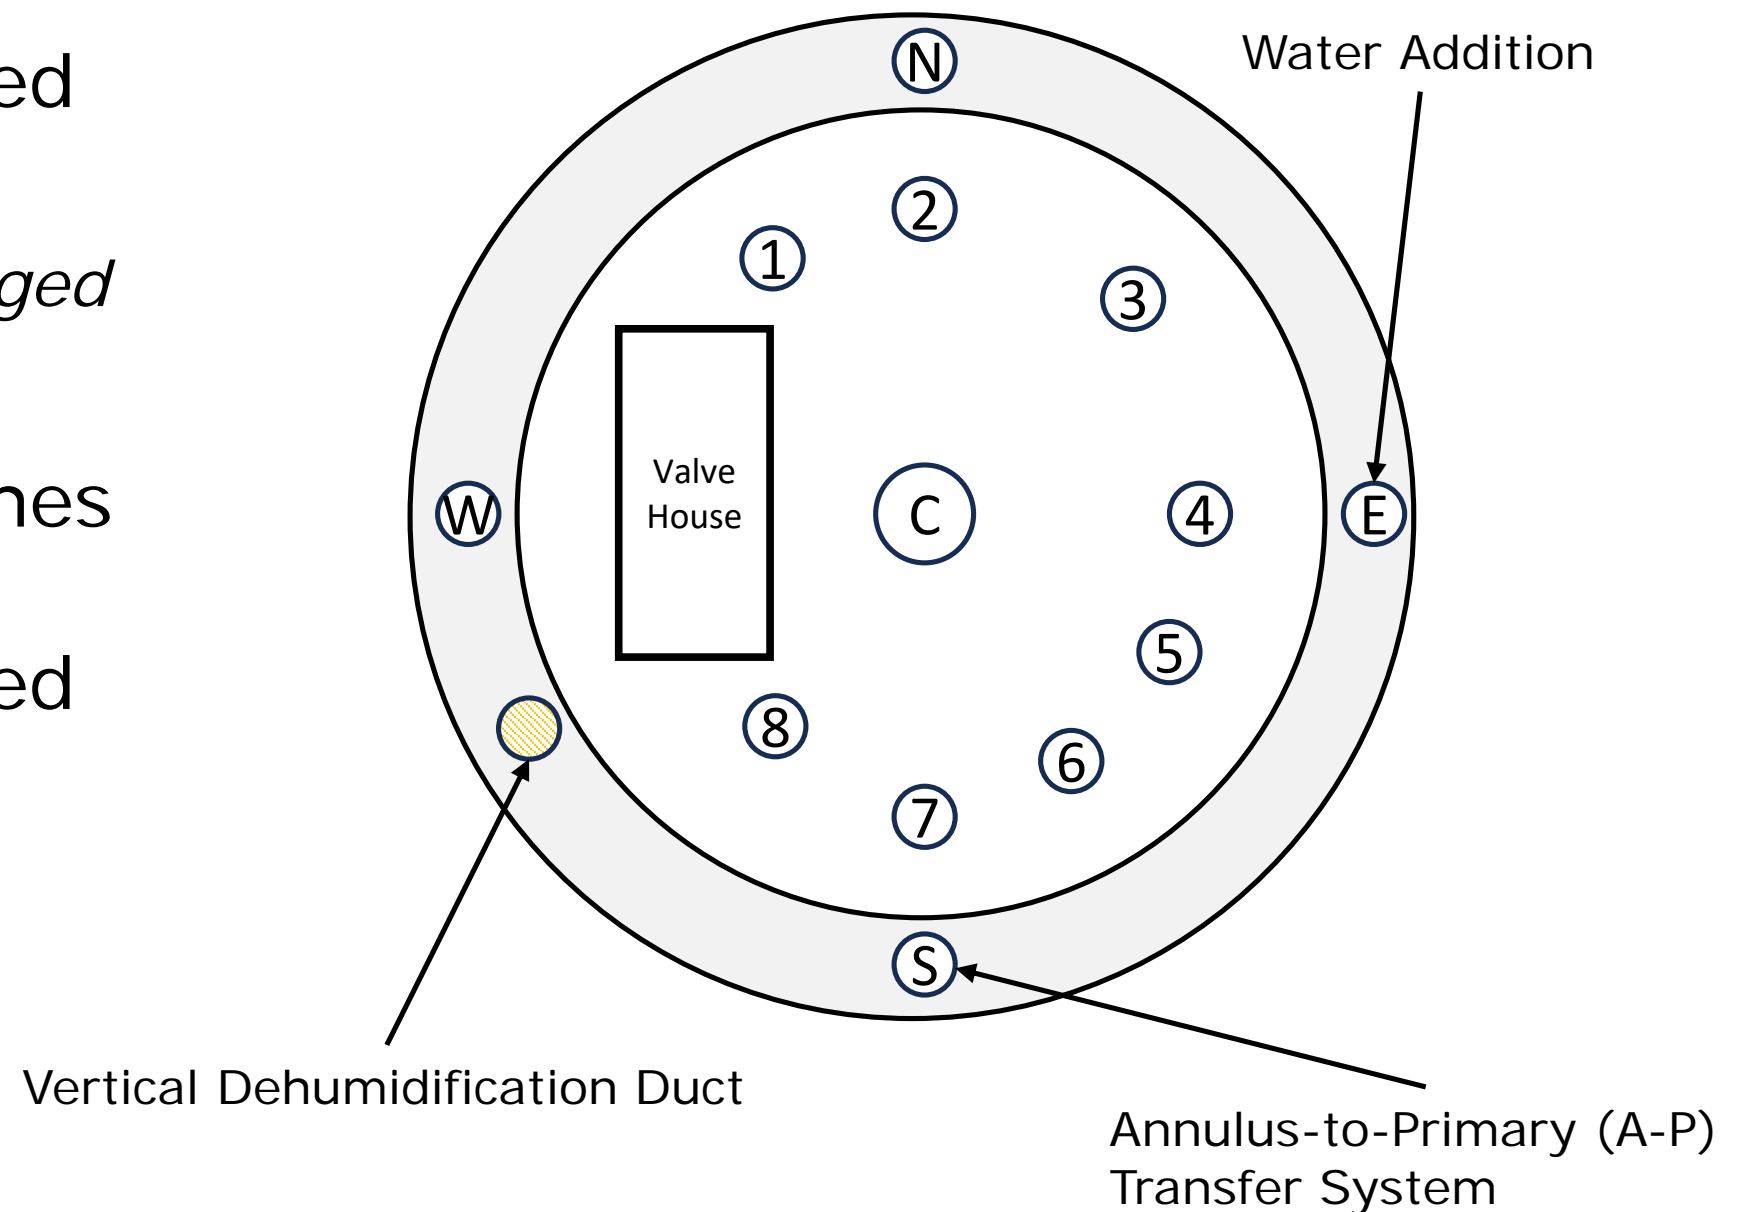 ed
ged
nes
ed
N
Water Addition
2
1
3
Valve
House
W
C
4
E
5
8
6
7
S
Vertical Dehumidification Duct
Annulus-to-Primary (A-P)
Transfer System